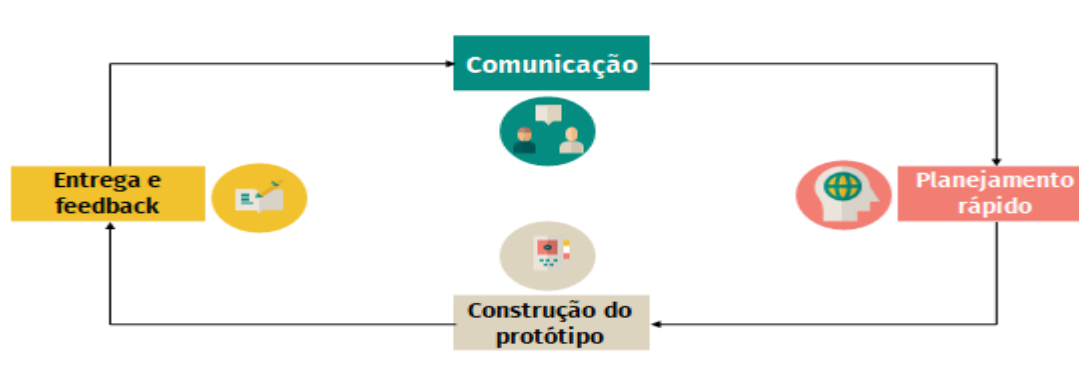 Comunicação
Entrega e
feedback
Planejamento
rápido
Construção do
protótipo